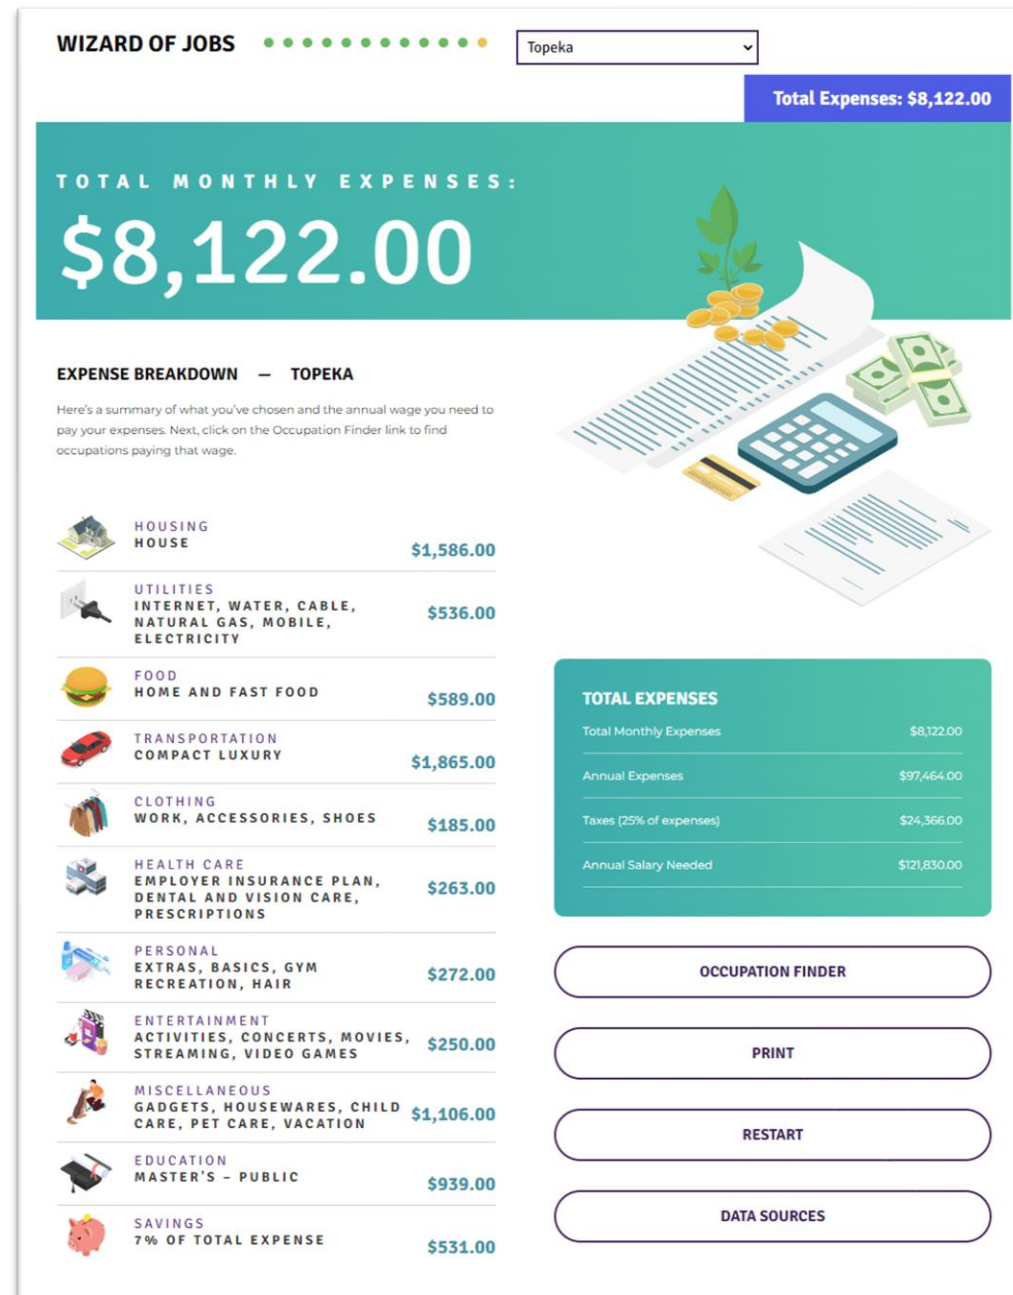 WIZARD OF JOBS
Topeka
Total Expenses: $8,122.00
TOTAL MONTHLY EXPENSES:
$8,122.00
EXPENSE BREAKDOWN — TOPEKA
Here's a summary of what you've chosen and the annual wage you need to
pay your expenses. Next, click on the Occupation Finder link to find
occupations paying that wage.
HOUSING
HOUSE
$1,586.00
UTILITIES
INTERNET, WATER, CABLE,
NATURAL GAS, MOBILE,
ELECTRICITY
$536.00
FOOD
HOME AND FAST FOOD
$589.00
TRANSPORTATION
COMPACT LUXURY
$1,865.00
CLOTHING
WORK, ACCESSORIES, SHOES
$185.00
HEALTH CARE
EMPLOYER INSURANCE PLAN,
DENTAL AND VISION CARE,
PRESCRIPTIONS
$263.00
PERSONAL
EXTRAS, BASICS, GYM
RECREATION, HAIR
$272.00
ENTERTAINMENT
ACTIVITIES, CONCERTS, MOVIES,
STREAMING, VIDEO GAMES
$250.00
MISCELLANEOUS
GADGETS, HOUSEWARES, CHILD
CARE, PET CARE, VACATION
$1,106.00
EDUCATION
MASTER'S – PUBLIC
$939.00
SAVINGS
7% OF TOTAL EXPENSE
$531.00
TOTAL EXPENSES
Total Monthly Expenses $8,122.00
Annual Expenses $97,464.00
Taxes (25% of expenses) $24,366.00
Annual Salary Needed $121,830.00
OCCUPATION FINDER
PRINT
RESTART
DATA SOURCES